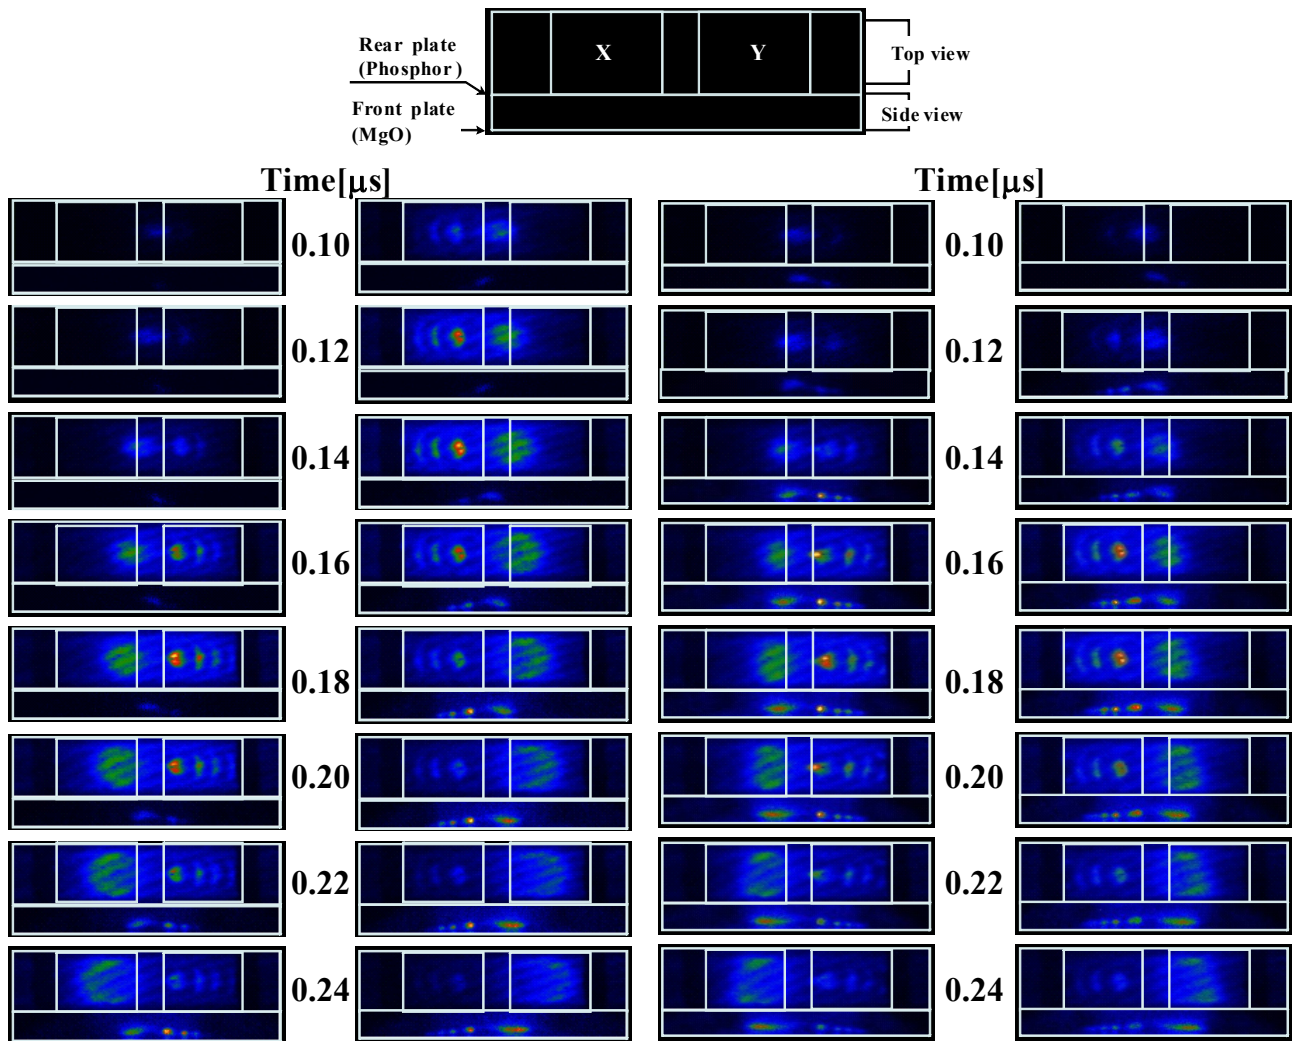 Rear plate
(Phosphor)
Front plate
(MgO)
X
Y
Top view
Side view
Time[μs]
Time[μs]
0.10
0.10
0.12
0.12
0.14
0.14
0.16
0.16
0.18
0.18
0.20
0.20
0.22
0.22
0.24
0.24